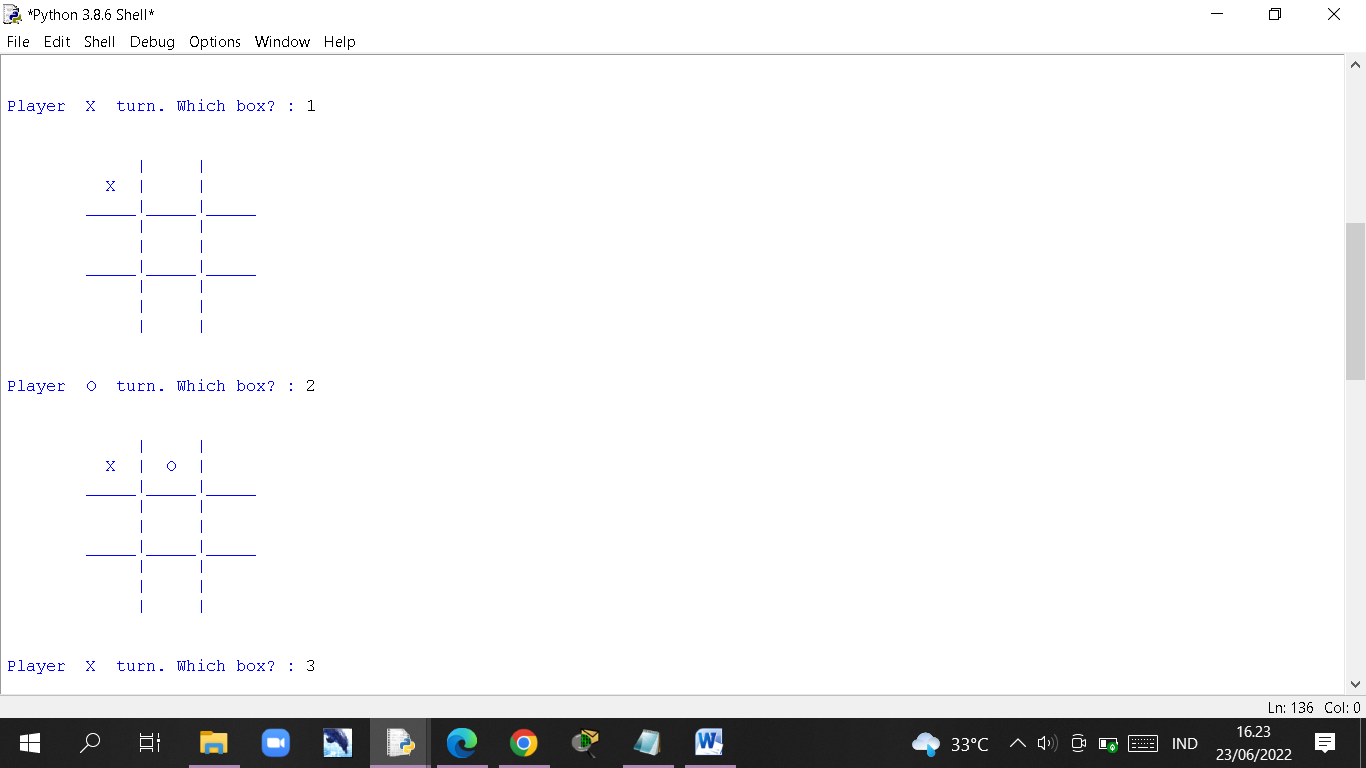 *Python 3.8.6 Shell*
File Edit Shell Debug Options Window Help
Player X turn. Which box? : 1
X
Player O turn. Which box? : 2
X O
Player X turn. Which box? : 3
Ln: 136 Col: 0
33°C IND 16.23
23/06/2022